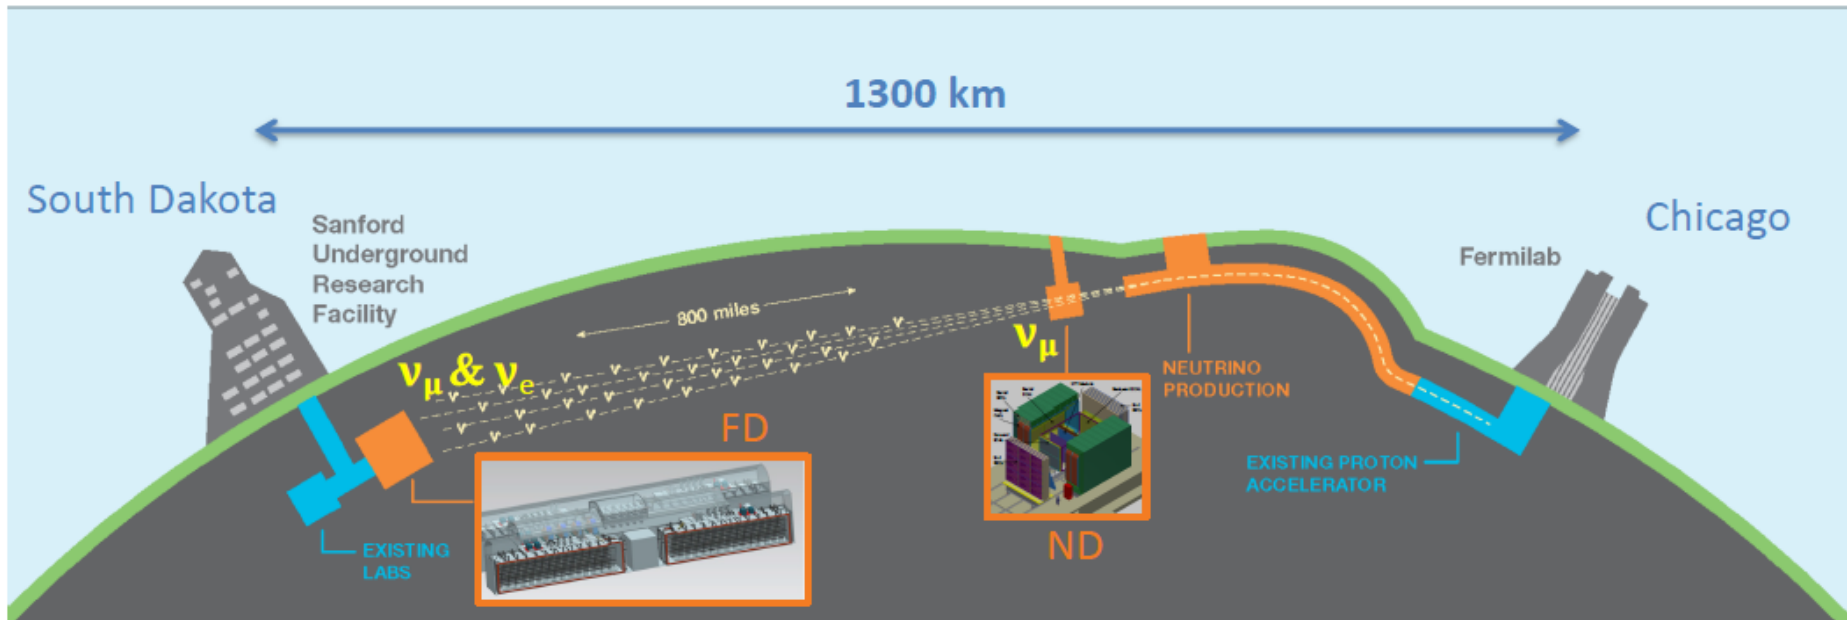 1300 km
South Dakota
Chicago
Sanford
Underground
Research
Facility
Fermilab
800 miles
νμ & νe
νμ
NEUTRINO
PRODUCTION
FD
EXISTING PROTON
ACCELERATOR
ND
EXISTING
LABS